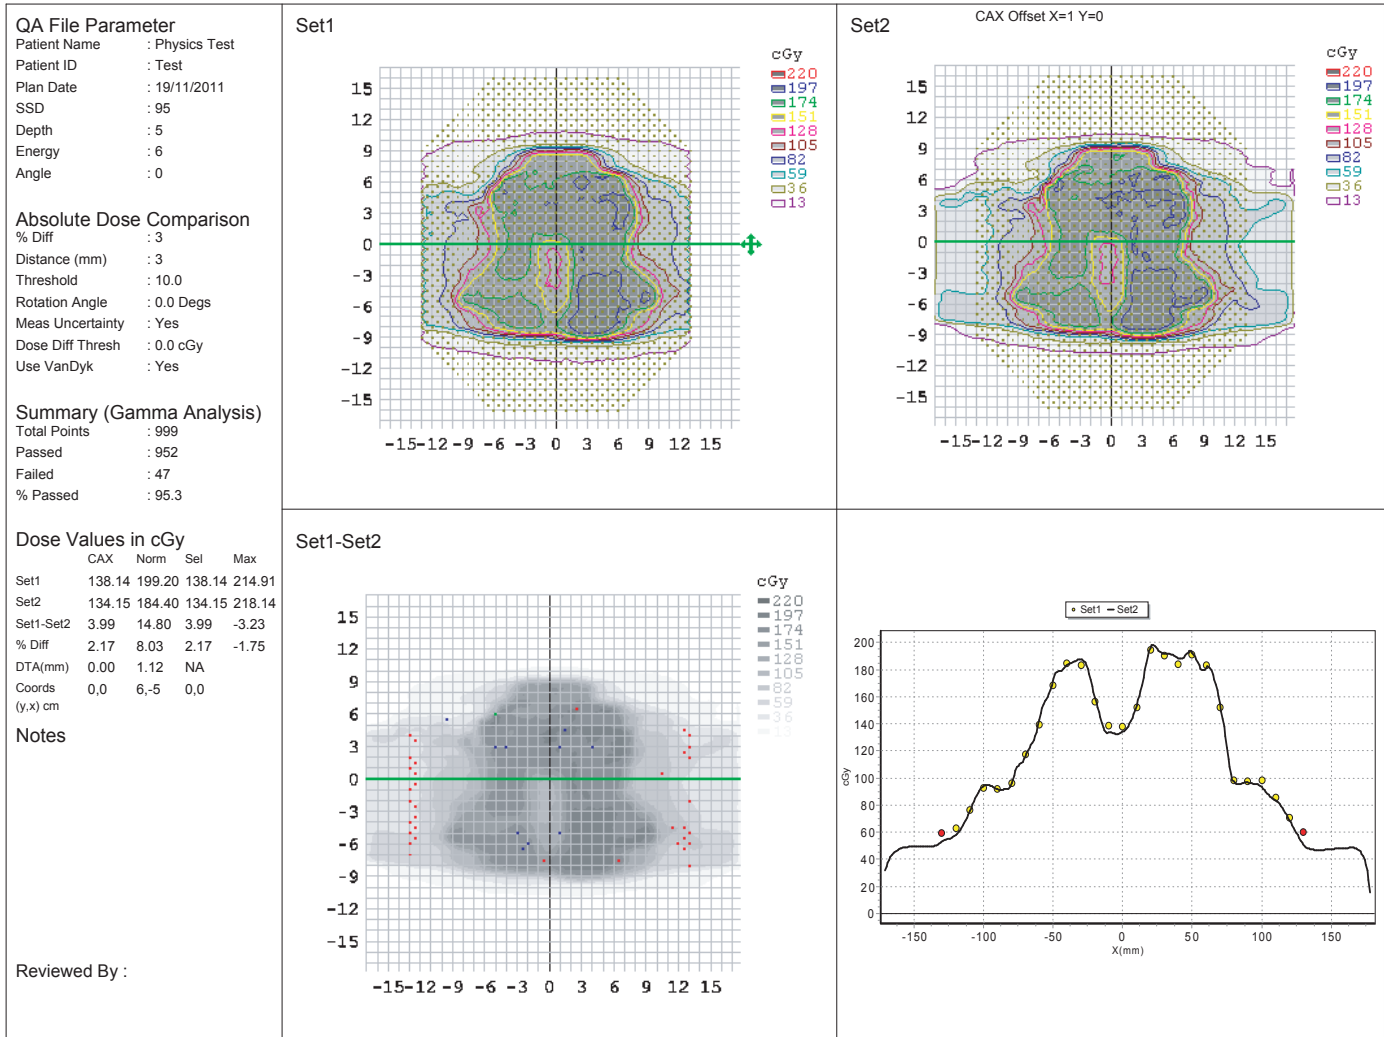 QA File Parameter
Patient Name : Physics Test
Patient ID : Test
Plan Date : 19/11/2011
SSD : 95
Depth : 5
Energy : 6
Angle : 0
Absolute Dose Comparison
% Diff : 3
Distance (mm) : 3
Threshold : 10.0
Rotation Angle : 0.0 Degs
Meas Uncertainty : Yes
Dose Diff Thresh : 0.0 cGy
Use VanDyk : Yes
Summary (Gamma Analysis)
Total Points : 999
Passed : 952
Failed : 47
% Passed : 95.3
Dose Values in cGy
CAX Norm Sel Max
Set1 138.14 199.20 138.14 214.91
Set2 134.15 184.40 134.15 218.14
Set1-Set2 3.99 14.80 3.99 -3.23
% Diff 2.17 8.03 2.17 -1.75
DTA(mm) 0.00 1.12 NA
Coords 0,0 6,-5 0,0
(y,x) cm
Notes
Reviewed By :
Set1
cGy
220
197
174
151
128
105
82
59
36
13
15
12
9
6
3
0
-3
-6
-9
-12
-15
-15 -12 -9 -6 -3 0 3 6 9 12 15
Set2
CAX Offset X=1 Y=0
cGy
220
197
174
151
128
105
82
59
36
13
15
12
9
6
3
0
-3
-6
-9
-12
-15
-15 -12 -9 -6 -3 0 3 6 9 12 15
Set1-Set2
cGy
220
197
174
151
128
105
82
59
36
13
15
12
9
6
3
0
-3
-6
-9
-12
-15
-15 -12 -9 -6 -3 0 3 6 9 12 15
Set1 Set2
200
180
160
140
120
100
80
60
40
20
0
cGy
-150 -100 -50 0 50 100 150
X(mm)